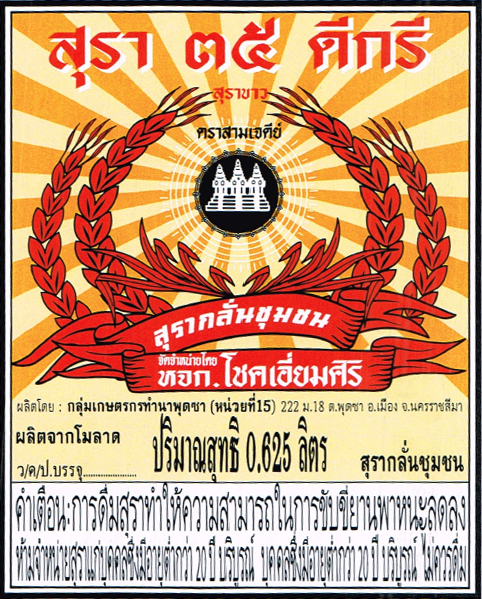 สุรา ๓๕ ดีกรี
สุราขาว
ตราสามเจดีย์
สุรากลั่นชุมชน
จัดจำหน่ายโดย
หจก.โชคเอี่ยมศิริ
ผลิตโดย : กลุ่มเกษตรกรทำนาพุดซา (หน่วยที่15) 222 ม.18 ต.พุดซา อ.เมือง จ.นครราชสีมา
ผลิตจากโมลาด
ปริมาณสุทธิ 0.625 ลิตร
ว/ค/ป.บรรจุ......................
สุรากลั่นชุมชน
คำเตือน:การดื่มสุราทำให้ความสามารถในการขับขี่ยานพาหนะลดลง
ห้ามจำหน่ายสุราแก่บุคคลซึ่งมีอายุต่ำกว่า 20 ปี บริบูรณ์ บุคคลซึ่งมีอายุต่ำกว่า 20 ปี บริบูรณ์ ไม่ควรดื่ม